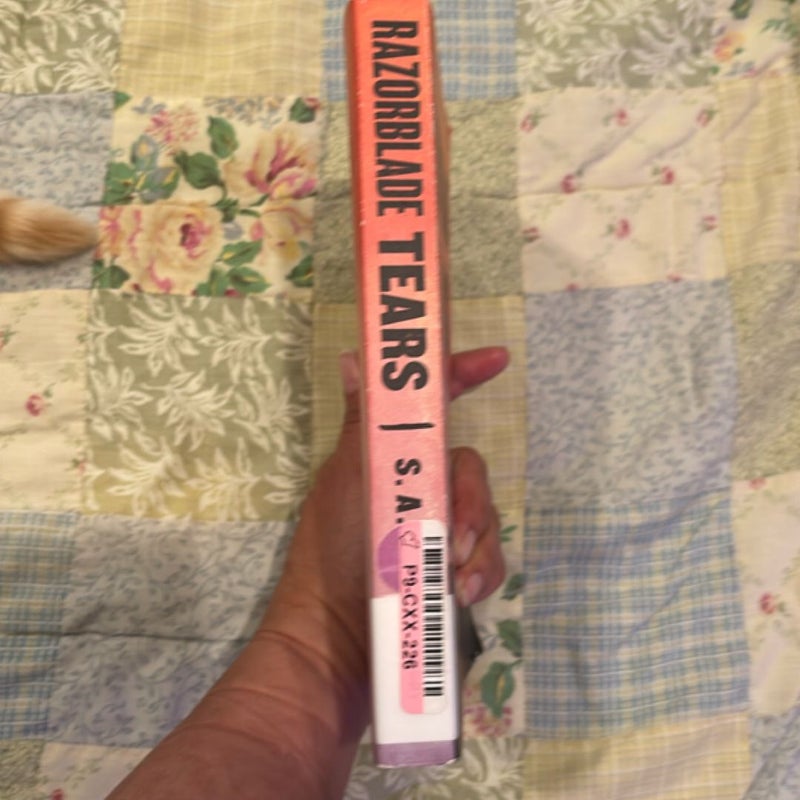 RAZORBLADE TEARS | S. A.
P9-CXX-226